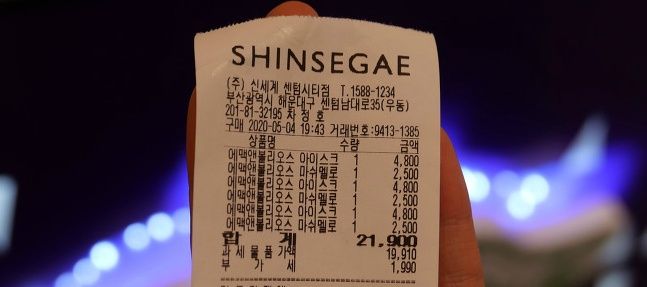 SHINSEGAE
(주) 신세계 센텀시티점 T.1588-1234
부산광역시 해운대구 센텀남대로35(우동)
201-81-32195 차 정 호
구매 2020-05-04 19:43 거래번호:9413-1385
상품명 수량 금액
에맥앤볼리오스 아이스크 1 4,800
에맥앤볼리오스 마쉬멜로 1 2,500
에맥앤볼리오스 아이스크 1 4,800
에맥앤볼리오스 마쉬멜로 1 2,500
에맥앤볼리오스 아이스크 1 4,800
에맥앤볼리오스 마쉬멜로 1 2,500
합 계 21,900
과 세 물 품 가액 19,910
부 가 세 1,990